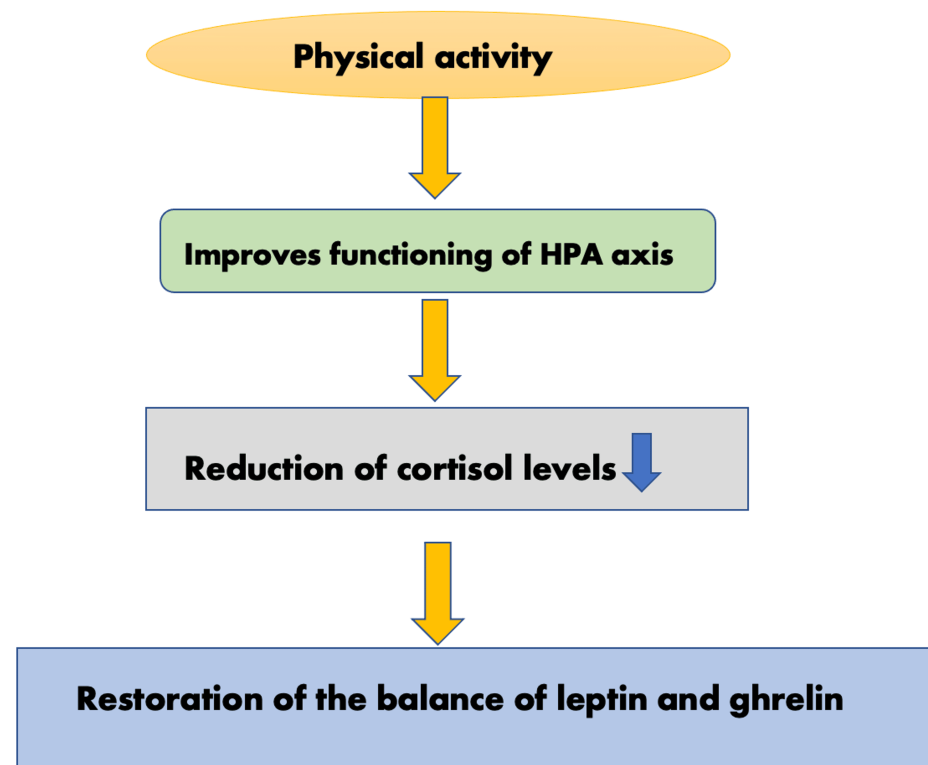 Physical activity
Improves functioning of HPA axis
Reduction of cortisol levels
Restoration of the balance of leptin and ghrelin